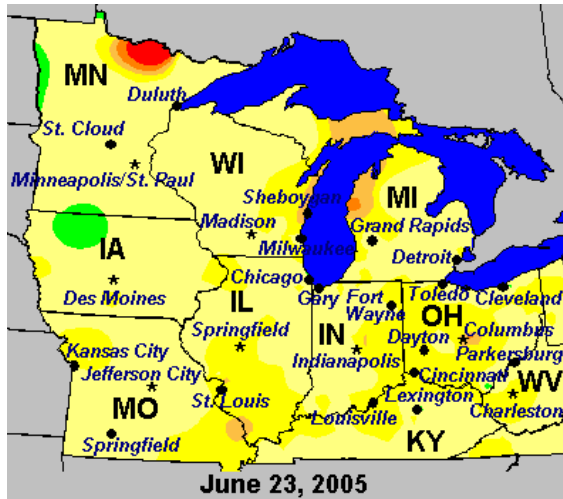 MN
Duluth
St. Cloud
WI
Minneapolis/St. Paul
Sheboygan
MI
Madison
Grand Rapids
Milwaukee
IA
Detroit
Chicago
Des Moines
Gary
Fort
Wayne
Toledo
Cleveland
IL
OH
Springfield
IN
Columbus
Dayton
Kansas City
Indianapolis
Parkersburg
Jefferson City
Cincinnati
WV
MO
St. Louis
Lexington
Charleston
Louisville
Springfield
KY
June 23, 2005